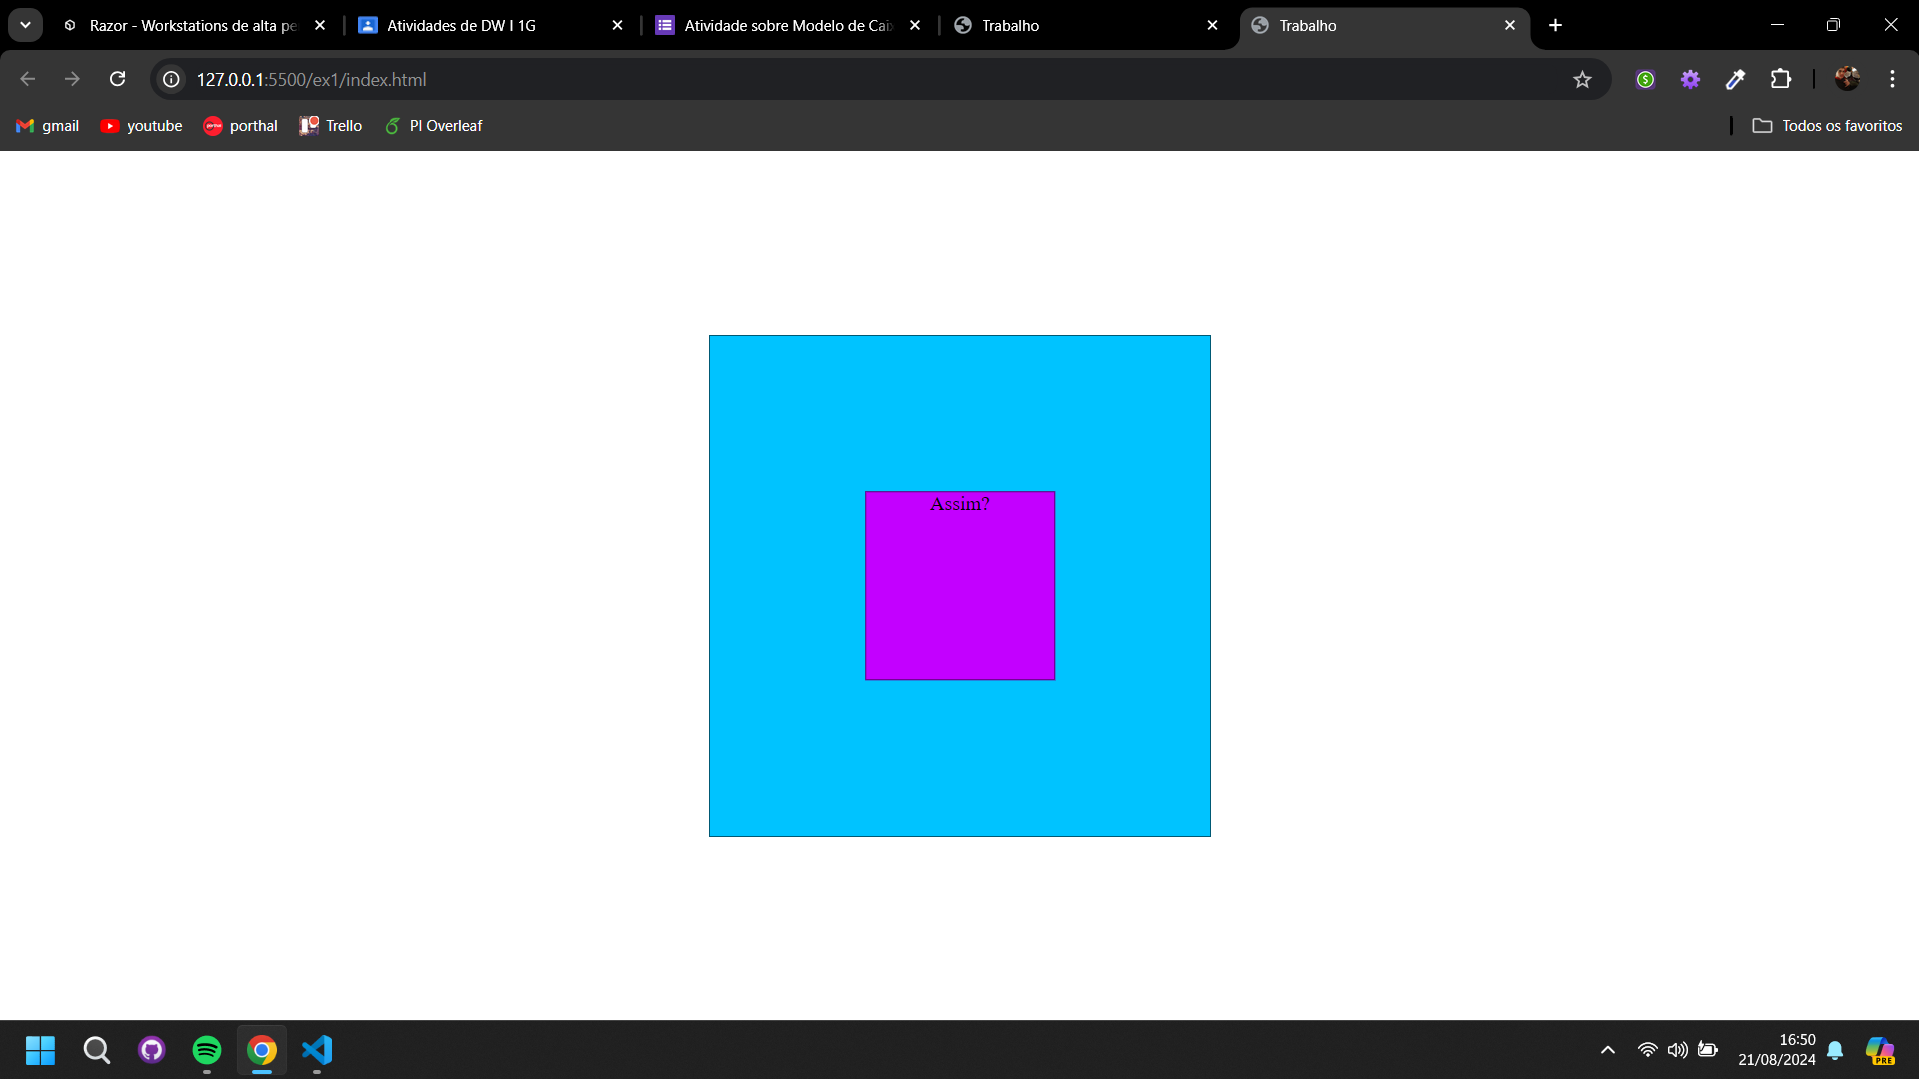 Razor - Workstations de alta pe
Atividades de DW I 1G
Atividade sobre Modelo de Cai
Trabalho
Trabalho
127.0.0.1:5500/ex1/index.html
gmail
youtube
porthal
Trello
PI Overleaf
Todos os favoritos
Assim?
16:50
21/08/2024
PRE